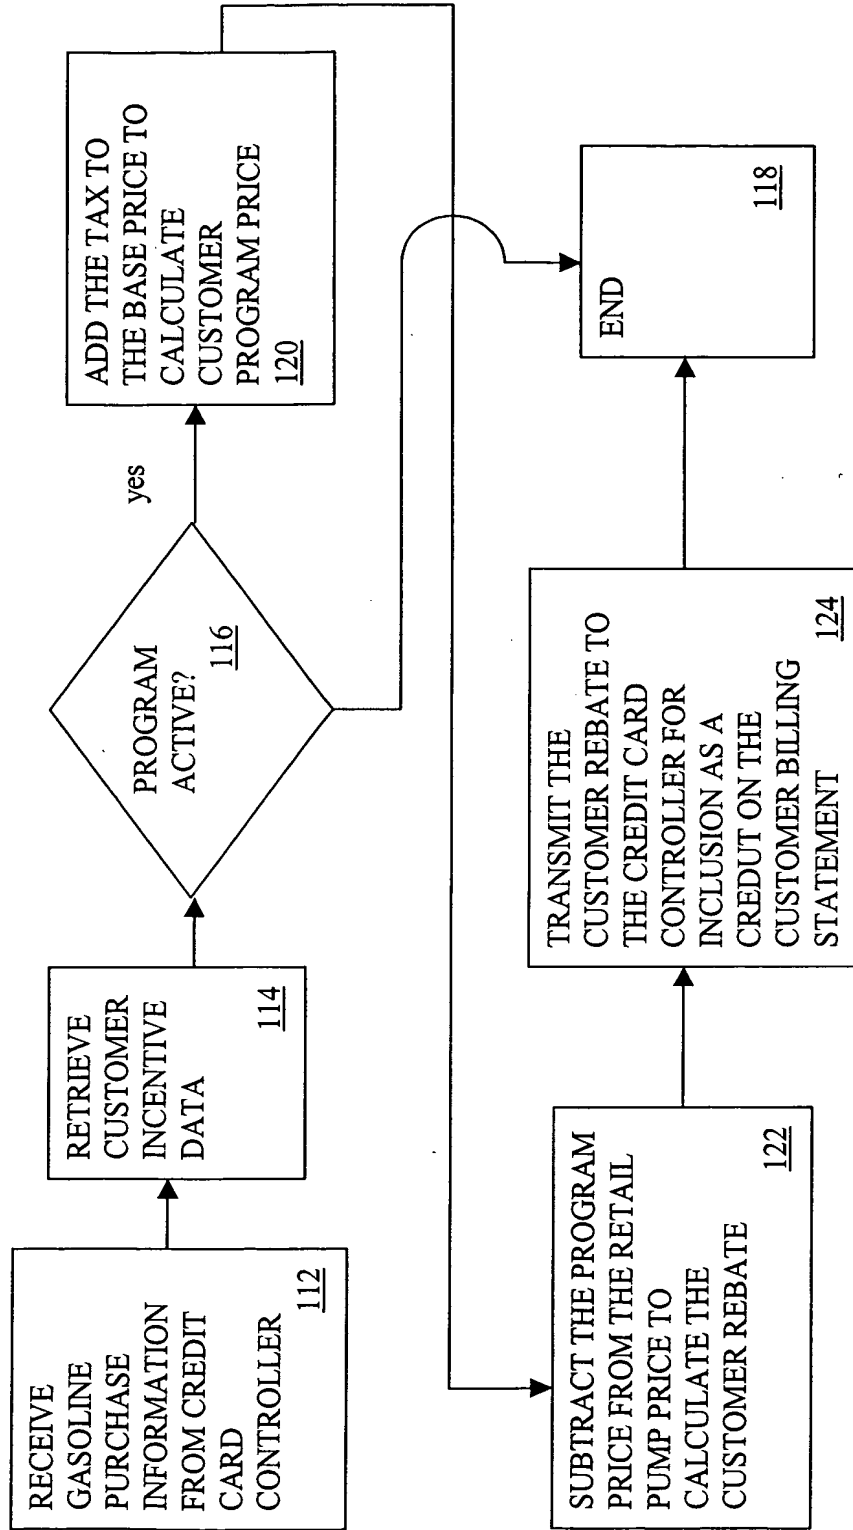 RECEIVE
GASOLINE
PURCHASE
INFORMATION
FROM CREDIT
CARD
CONTROLLER
112
RETRIEVE
CUSTOMER
INCENTIVE
DATA
114
PROGRAM
ACTIVE?
116
yes
ADD THE TAX TO
THE BASE PRICE TO
CALCULATE
CUSTOMER
PROGRAM PRICE
120
SUBTRACT THE PROGRAM
PRICE FROM THE RETAIL
PUMP PRICE TO
CALCULATE THE
CUSTOMER REBATE
122
TRANSMIT THE
CUSTOMER REBATE TO
THE CREDIT CARD
CONTROLLER FOR
INCLUSION AS A
CREDUT ON THE
CUSTOMER BILLING
STATEMENT
124
END
118